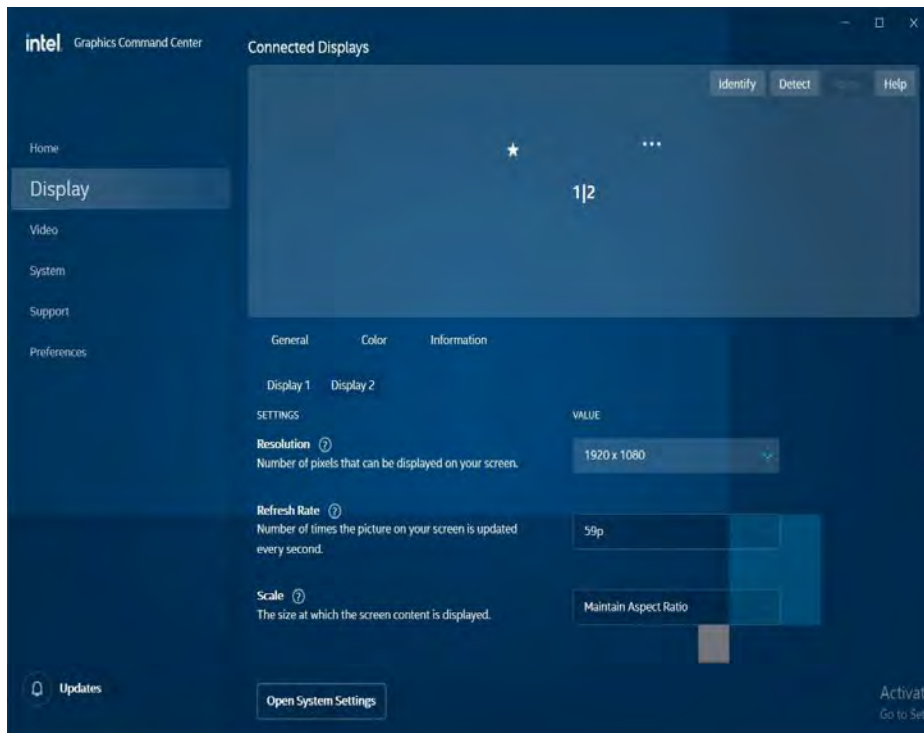 intel. Graphics Command Center
Connected Displays
Identify Detect Help
Home
Display
1|2
Video
System
Support
General Color Information
Preferences
Display 1 Display 2
SETTINGS VALUE
Resolution ?
Number of pixels that can be displayed on your screen.
1920 x 1080
Refresh Rate ?
Number of times the picture on your screen is updated
every second.
59p
Scale ?
The size at which the screen content is displayed.
Maintain Aspect Ratio
Updates
Open System Settings
Activat
Go to Set